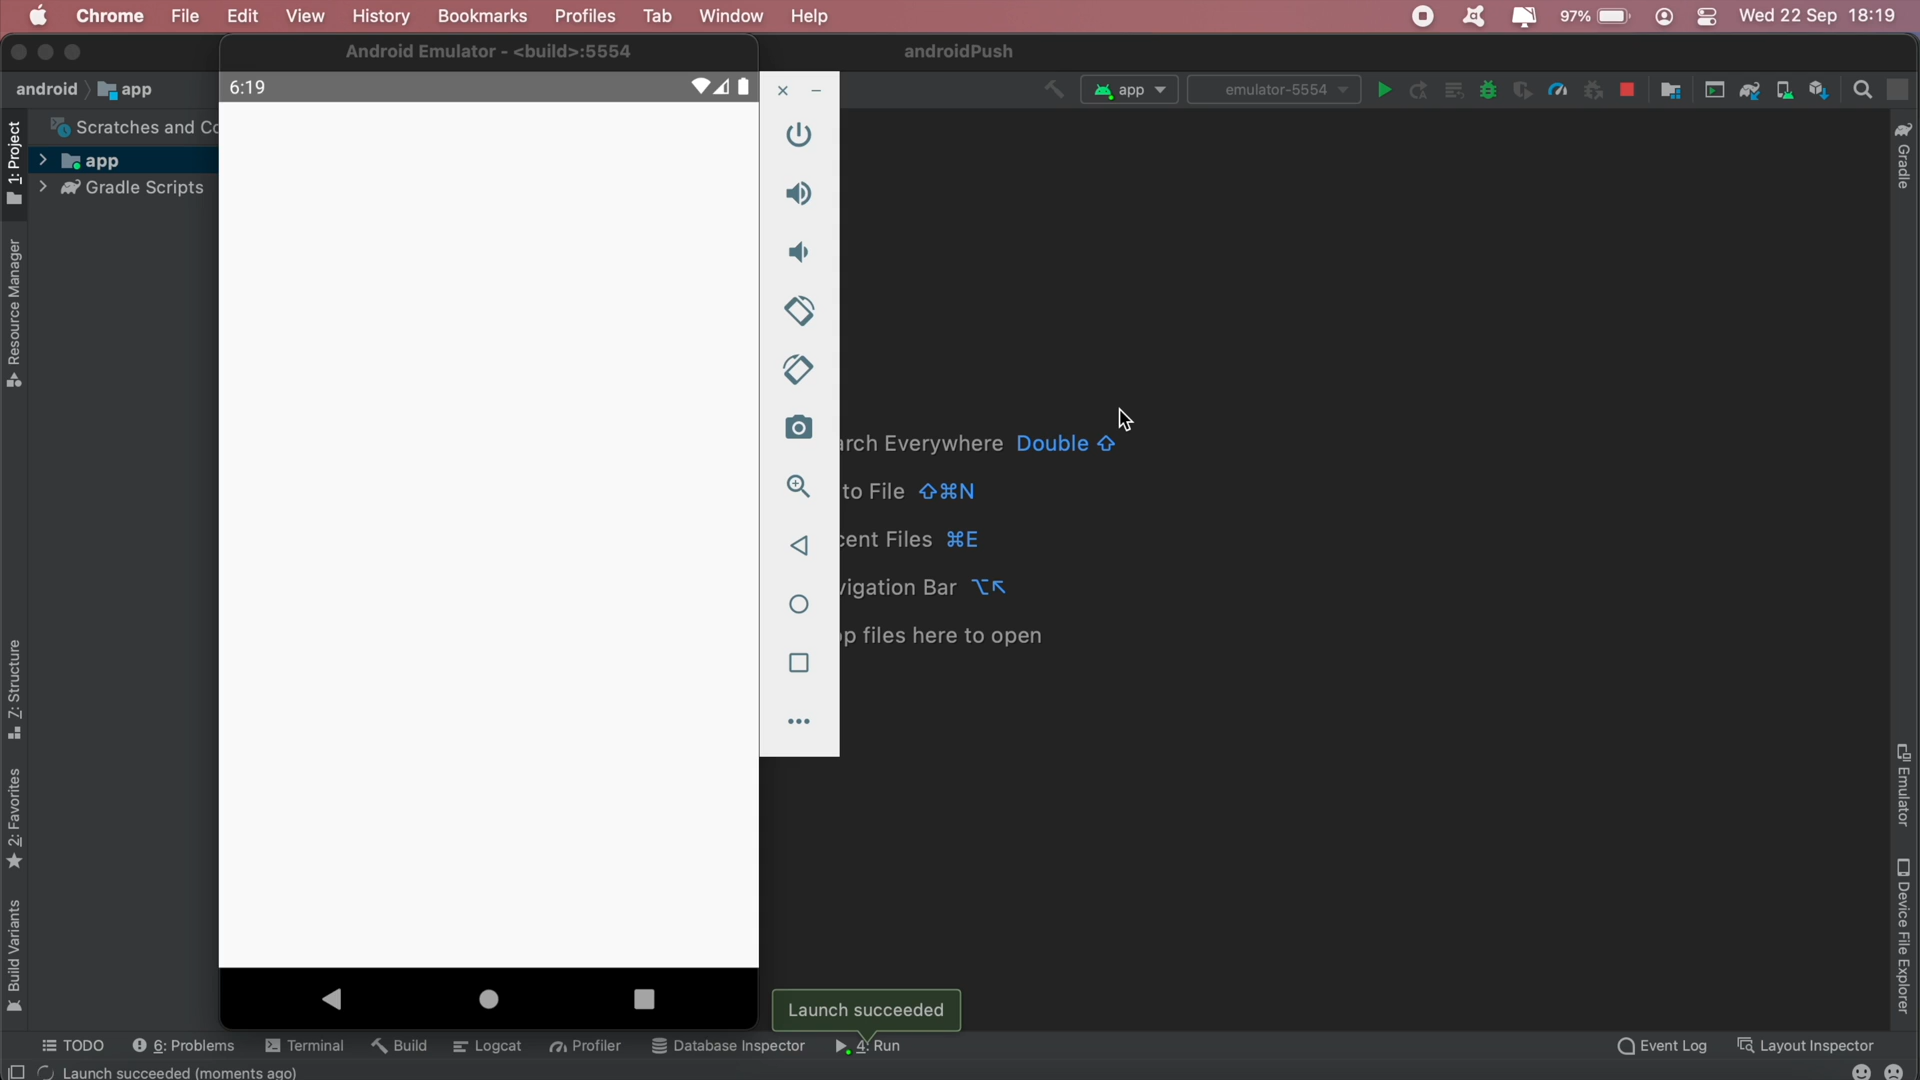 Chrome File Edit View History Bookmarks Profiles Tab Window Help 97% Wed 22 Sep 18:19
Android Emulator - <build>:5554
androidPush
android app
6:19
app
emulator-5554
1: Project
Scratches and Co
app
Gradle Scripts
Resource Manager
Gradle
arch Everywhere Double ⇧
to File ⇧⌘N
cent Files ⌘E
vigation Bar ⌥↖
op files here to open
Z: Structure
2: Favorites
Build Variants
Emulator
Device File Explorer
Launch succeeded
TODO 6: Problems Terminal Build Logcat Profiler Database Inspector 4: Run Event Log Layout Inspector
Launch succeeded (moments ago)